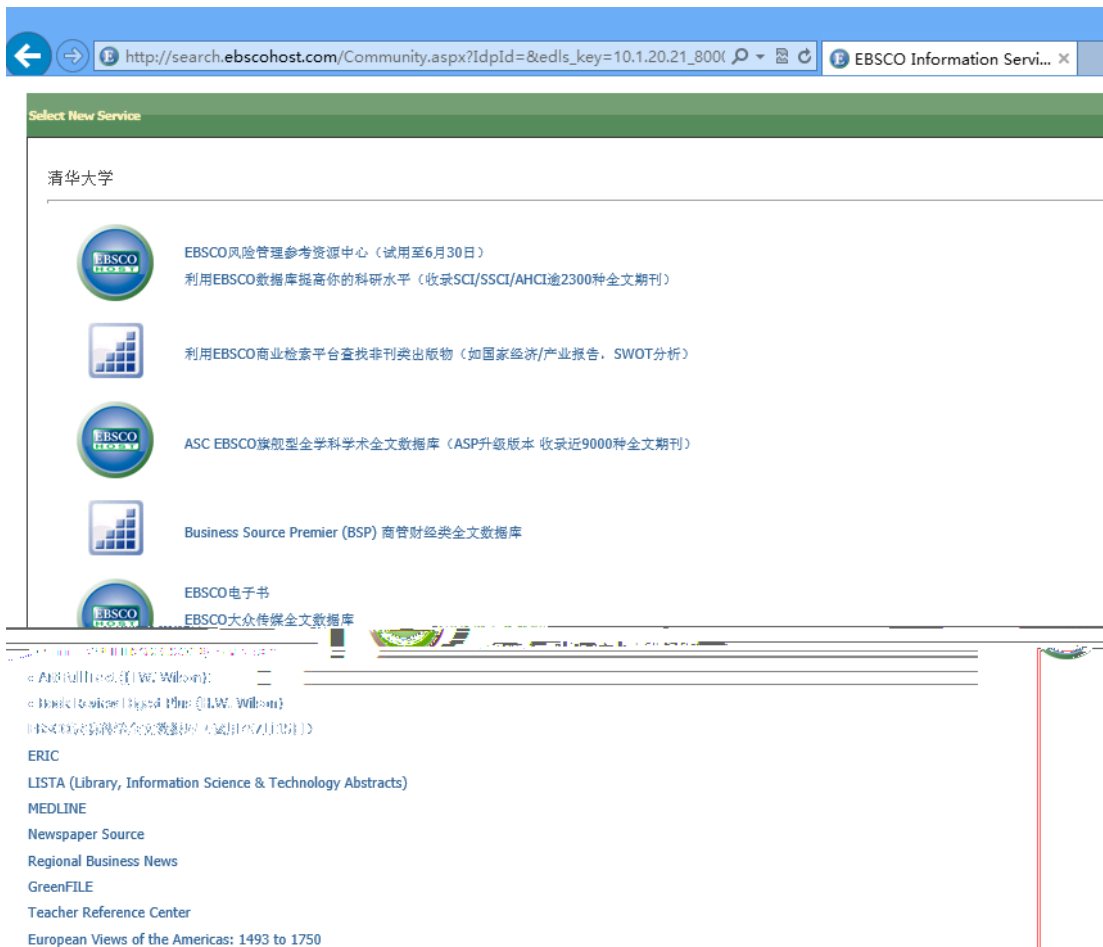 http://search.ebscohost.com/Community.aspx?IdpId=&edls_key=10.1.20.21_800(
EBSCO Information Servi...
Select New Service
清华大学
EBSCO HOST
EBSCO风险管理参考资源中心（试用至6月30日）
利用EBSCO数据库提高你的科研水平（收录SCI/SSCI/AHCI逾2300种全文期刊）
利用EBSCO商业检索平台查找非刊类出版物（如国家经济/产业报告，SWOT分析）
EBSCO HOST
ASC EBSCO旗舰型全学科学术全文数据库（ASP升级版本 收录近9000种全文期刊）
Business Source Premier (BSP) 商管财经类全文数据库
EBSCO HOST
EBSCO电子书
EBSCO大众传媒全文数据库
(H.W. Wilson)
Book Review Digest Plus (H.W. Wilson)
ERIC
LISTA (Library, Information Science & Technology Abstracts)
MEDLINE
Newspaper Source
Regional Business News
GreenFILE
Teacher Reference Center
European Views of the Americas: 1493 to 1750